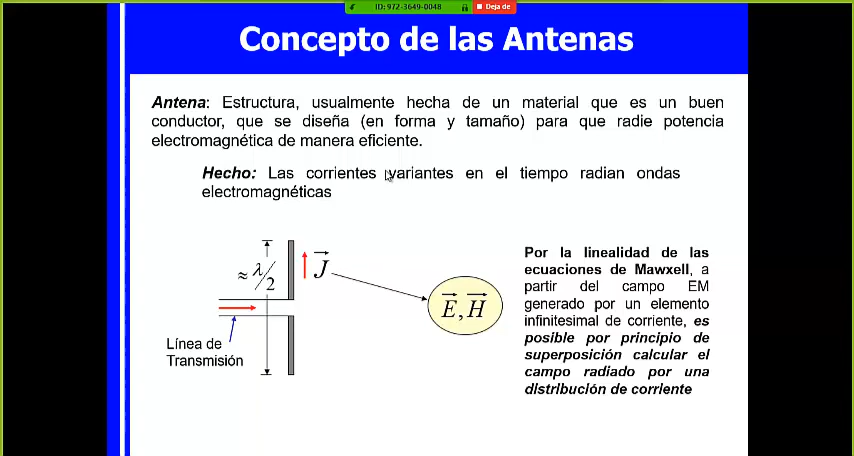 ID: 972-3649-0048
Deja de
Concepto de las Antenas
Antena: Estructura, usualmente hecha de un material que es un buen
conductor, que se diseña (en forma y tamaño) para que radie potencia
electromagnética de manera eficiente.
Hecho: Las corrientes variantes en el tiempo radian ondas
electromagnéticas
≈ λ/2
J
E, H
Línea de
Transmisión
Por la linealidad de las
ecuaciones de Mawxell, a
partir del campo EM
generado por un elemento
infinitesimal de corriente, es
posible por principio de
superposición calcular el
campo radiado por una
distribución de corriente